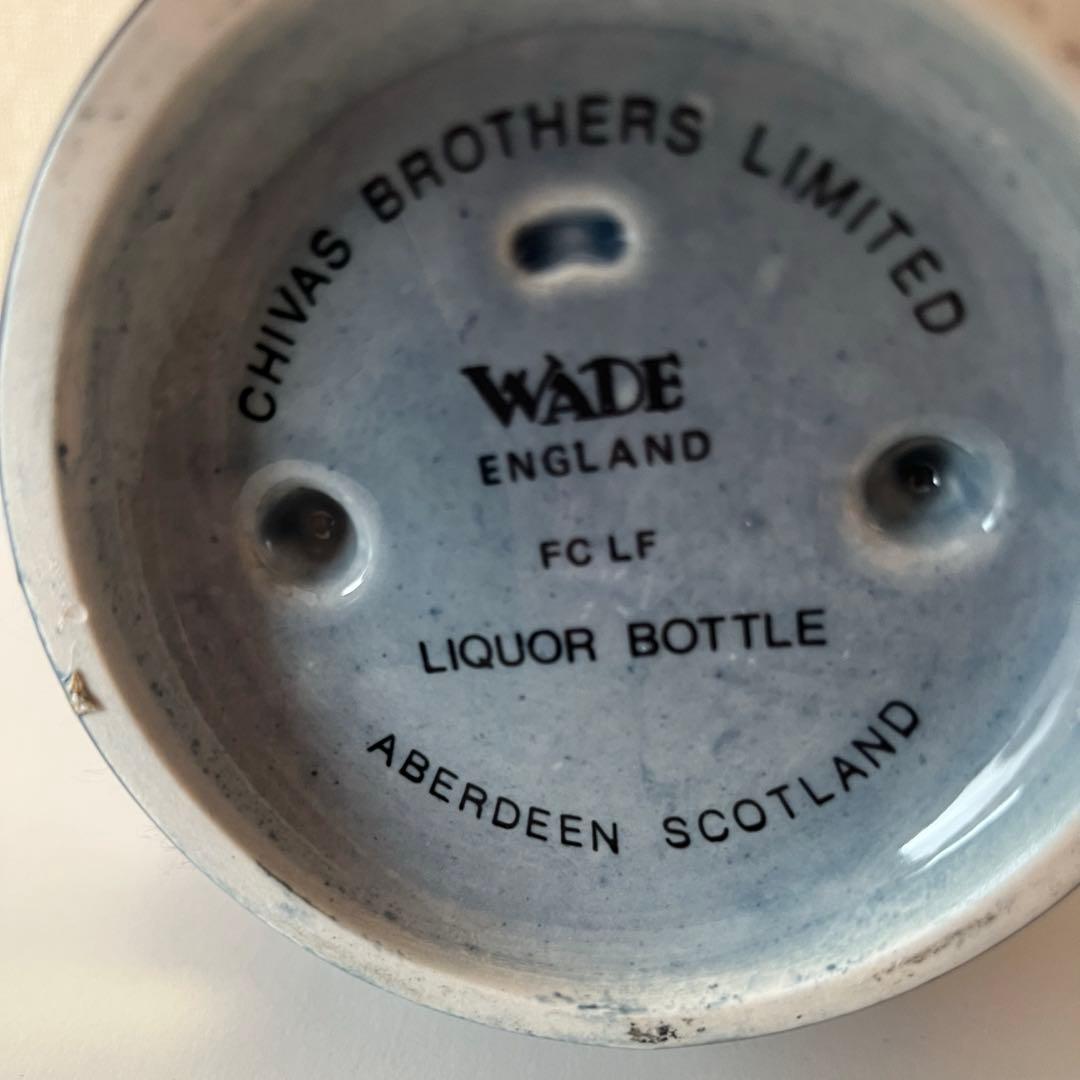 CHIVAS BROTHERS LIMITED
WADE
ENGLAND
FC LF
LIQUOR BOTTLE
ABERDEEN SCOTLAND